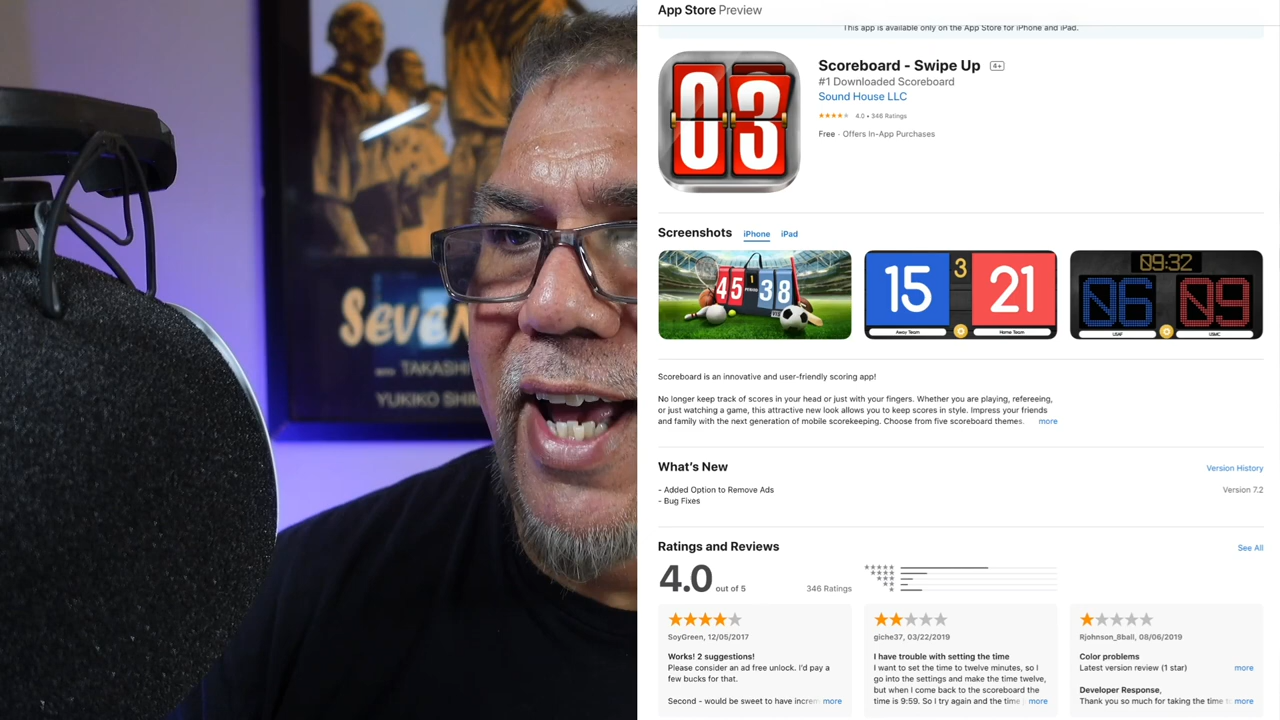 App Store Preview
This app is available only on the App Store for iPhone and iPad.
03
Scoreboard - Swipe Up 4+
#1 Downloaded Scoreboard
Sound House LLC
4.0 • 346 Ratings
Free · Offers In-App Purchases
Screenshots iPhone iPad
45 1 38
15 3 21
Away Team Home Team
09:32
06 09
USAF USMC
Scoreboard is an innovative and user-friendly scoring app!
No longer keep track of scores in your head or just with your fingers. Whether you are playing, refereeing,
or just watching a game, this attractive new look allows you to keep scores in style. Impress your friends
and family with the next generation of mobile scorekeeping. Choose from five scoreboard themes. more
What's New Version History
- Added Option to Remove Ads Version 7.2
- Bug Fixes
Ratings and Reviews See All
4.0 out of 5 346 Ratings
SoyGreen, 12/05/2017
Works! 2 suggestions!
Please consider an ad free unlock. I'd pay a
few bucks for that.
Second - would be sweet to have increm more
giche37, 03/22/2019
I have trouble with setting the time
I want to set the time to twelve minutes, so I
go into the settings and make the time twelve,
but when I come back to the scoreboard the
time is 9:59. So I try again and the time more
Rjohnson_8ball, 08/06/2019
Color problems
Latest version review (1 star) more
Developer Response,
Thank you so much for taking the time to more
SEVEN
TAKASHI
YUKIKO SHI